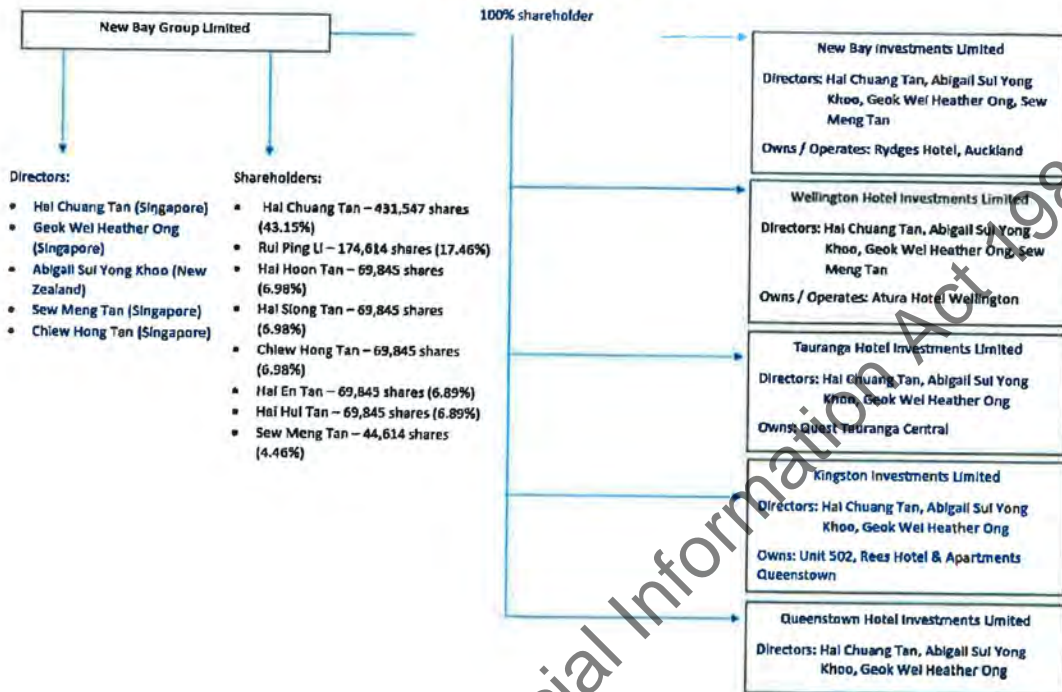 100% shareholder
New Bay Group Limited
Directors:
• Hai Chuang Tan (Singapore)
• Geok Wei Heather Ong
(Singapore)
• Abigail Sui Yong Khoo (New
Zealand)
• Sew Meng Tan (Singapore)
• Chiew Hong Tan (Singapore)
Shareholders:
• Hai Chuang Tan – 431,547 shares
(43.15%)
• Rui Ping Li – 174,614 shares (17.46%)
• Hai Hoon Tan – 69,845 shares
(6.98%)
• Hai Siong Tan – 69,845 shares
(6.98%)
• Chiew Hong Tan – 69,845 shares
(6.98%)
• Hai En Tan – 69,845 shares (6.89%)
• Hai Hui Tan – 69,845 shares (6.89%)
• Sew Meng Tan – 44,614 shares
(4.46%)
New Bay Investments Limited
Directors: Hai Chuang Tan, Abigail Sui Yong
Khoo, Geok Wei Heather Ong, Sew
Meng Tan
Owns / Operates: Rydges Hotel, Auckland
Wellington Hotel Investments Limited
Directors: Hai Chuang Tan, Abigail Sui Yong
Khoo, Geok Wei Heather Ong, Sew
Meng Tan
Owns / Operates: Atura Hotel Wellington
Tauranga Hotel Investments Limited
Directors: Hai Chuang Tan, Abigail Sui Yong
Khoo, Geok Wei Heather Ong
Owns: Quest Tauranga Central
Kingston Investments Limited
Directors: Hai Chuang Tan, Abigail Sui Yong
Khoo, Geok Wei Heather Ong
Owns: Unit 502, Rees Hotel & Apartments
Queenstown
Queenstown Hotel Investments Limited
Directors: Hai Chuang Tan, Abigail Sui Yong
Khoo, Geok Wei Heather Ong
cial Information Act 198